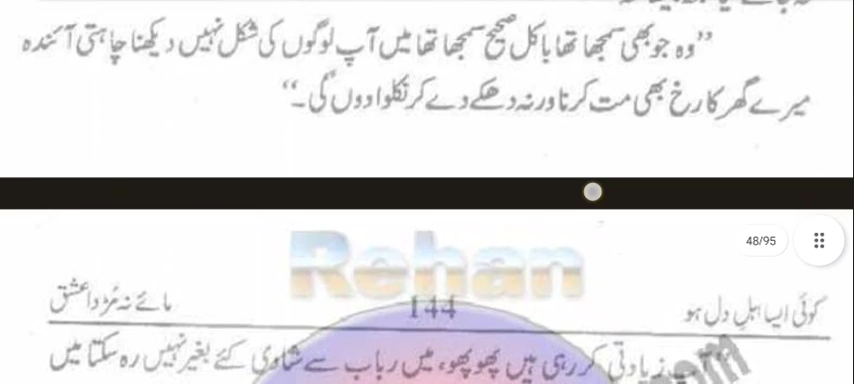 ”وہ جو بھی سمجھا تھا بالکل صحیح سمجھا تھا میں آپ لوگوں کی شکل نہیں دیکھنا چاہتی آئندہ
میرے گھر کا رخ بھی مت کرنا ورنہ دھکے دے کر نکلوا دوں گی۔“
48/95
Rehan
کوئی ایسا اہلِ دل ہو 144 مائے نہ مُڑدا عشق
زیادتی کر رہی ہیں پھوپھو، میں رباب سے شادی کئے بغیر نہیں رہ سکتا میں
com